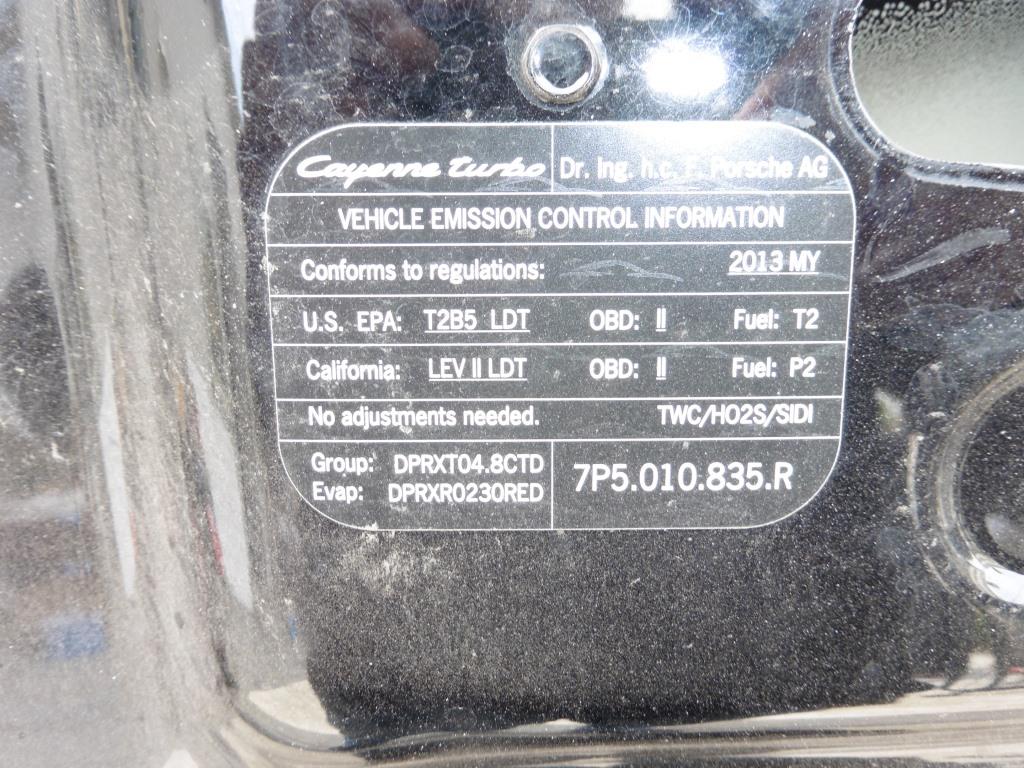 Cayenne turbo Dr. Ing. h.c. F. Porsche AG
VEHICLE EMISSION CONTROL INFORMATION
Conforms to regulations: 2013 MY
U.S. EPA: T2B5 LDT OBD: II Fuel: T2
California: LEV II LDT OBD: II Fuel: P2
No adjustments needed. TWC/HO2S/SIDI
Group: DPRXT04.8CTD
Evap: DPRXR0230RED
7P5.010.835.R